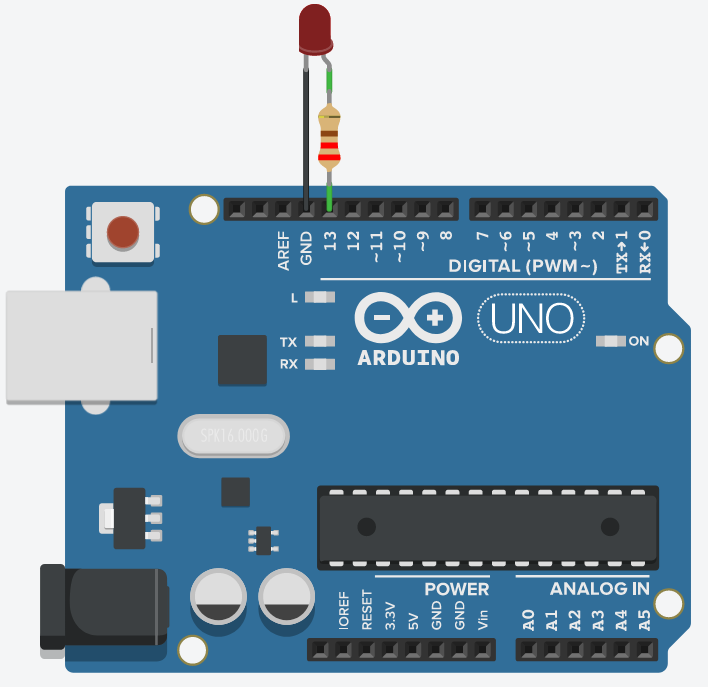 AREF
GND
13
12
~11
~10
~9
8
7
~6
~5
4
~3
2
TX→1
RX←0
DIGITAL (PWM~)
L
TX
RX
ARDUINO
UNO
ON
SPK16.000G
POWER
ANALOG IN
IOREF
RESET
3.3V
5V
GND
GND
Vin
A0
A1
A2
A3
A4
A5